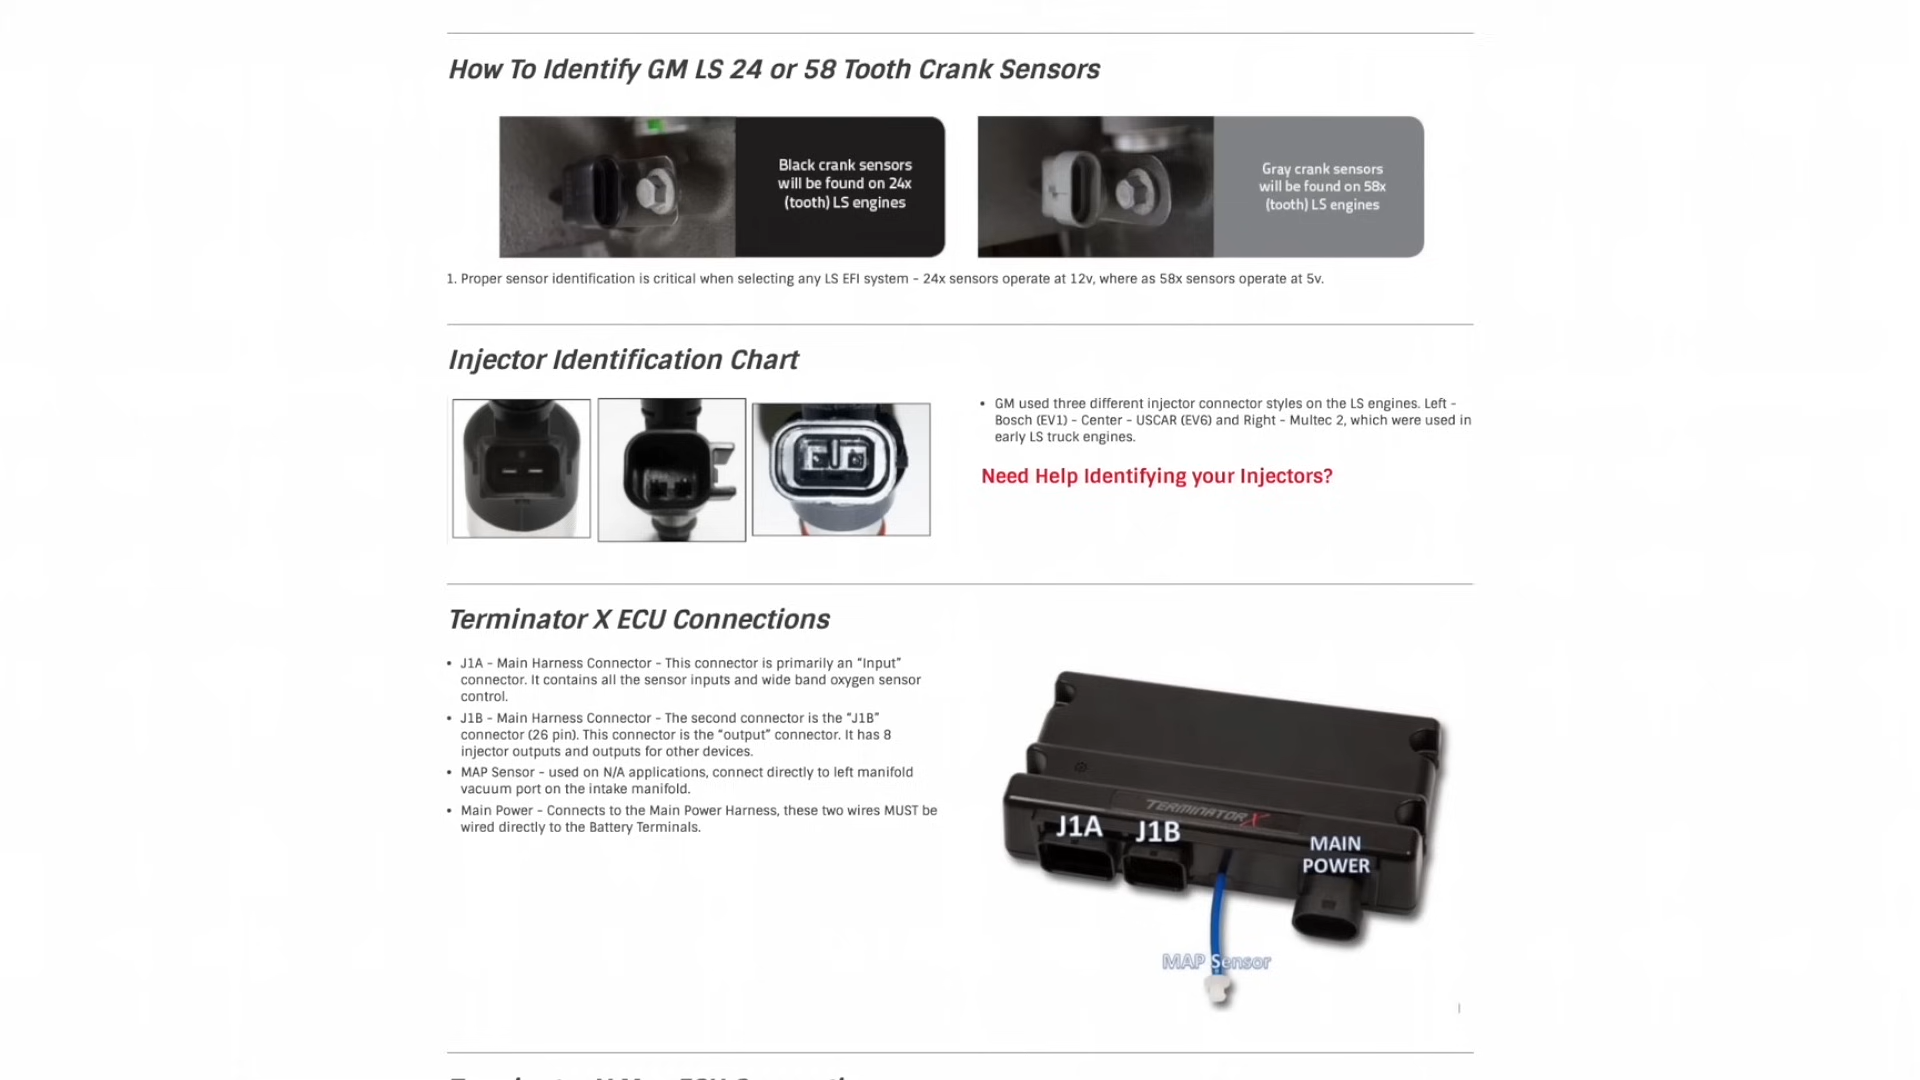 How To Identify GM LS 24 or 58 Tooth Crank Sensors
Black crank sensors
will be found on 24x
(tooth) LS engines
Gray crank sensors
will be found on 58x
(tooth) LS engines
1. Proper sensor identification is critical when selecting any LS EFI system - 24x sensors operate at 12v, where as 58x sensors operate at 5v.
Injector Identification Chart
• GM used three different injector connector styles on the LS engines. Left -
Bosch (EV1) - Center - USCAR (EV6) and Right - Multec 2, which were used in
early LS truck engines.
Need Help Identifying your Injectors?
Terminator X ECU Connections
• J1A - Main Harness Connector - This connector is primarily an "Input"
connector. It contains all the sensor inputs and wide band oxygen sensor
control.
• J1B - Main Harness Connector - The second connector is the "J1B"
connector (26 pin). This connector is the "output" connector. It has 8
injector outputs and outputs for other devices.
• MAP Sensor - used on N/A applications, connect directly to left manifold
vacuum port on the intake manifold.
• Main Power - Connects to the Main Power Harness, these two wires MUST be
wired directly to the Battery Terminals.
TERMINATOR X
J1A
J1B
MAIN
POWER
MAP Sensor